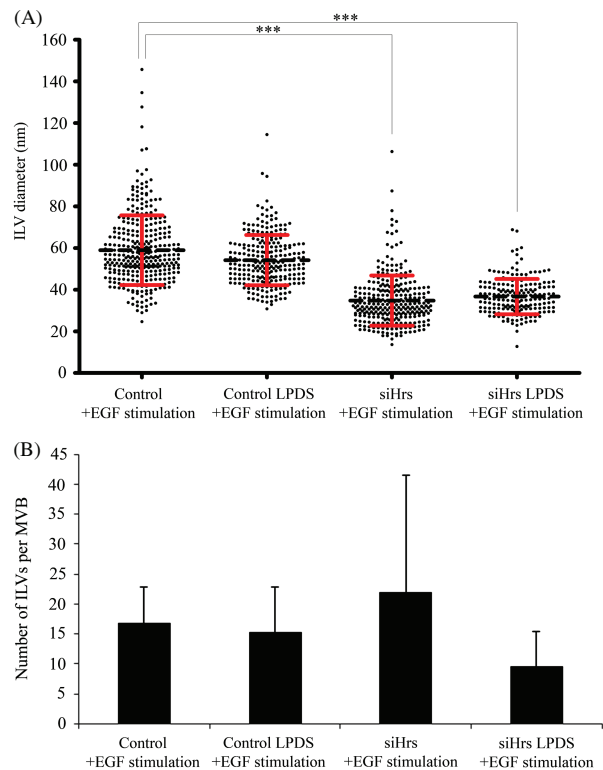 (A)
***
***
160
140
120
100
80
60
40
20
0
ILV diameter (nm)
Control
+EGF stimulation
Control LPDS
+EGF stimulation
siHrs
+EGF stimulation
siHrs LPDS
+EGF stimulation
(B)
45
40
35
30
25
20
15
10
5
0
Number of ILVs per MVB
Control
+EGF stimulation
Control LPDS
+EGF stimulation
siHrs
+EGF stimulation
siHrs LPDS
+EGF stimulation